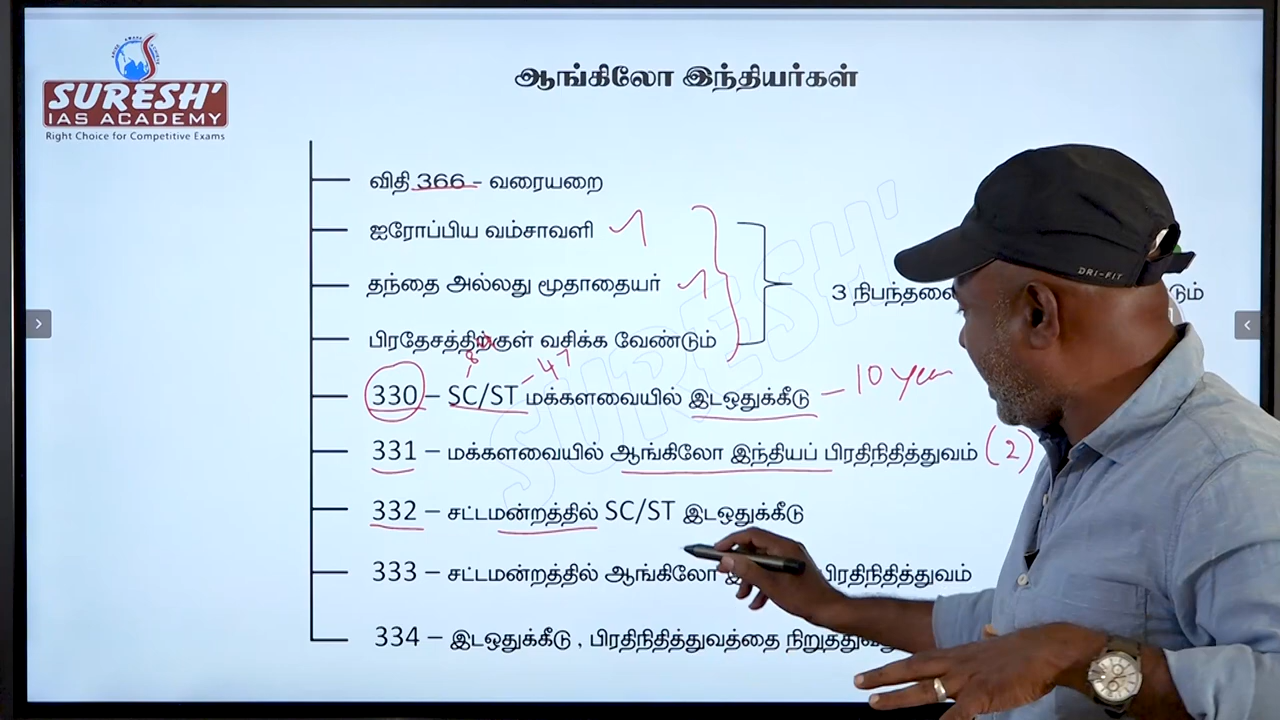 SURESH'
IAS ACADEMY
Right Choice for Competitive Exams
ஆங்கிலோ இந்தியர்கள்
விதி 366 - வரையறை
ஐரோப்பிய வம்சாவளி
தந்தை அல்லது மூதாதையர்
3
பிரதேசத்திற்குள் வசிக்க வேண்டும்
47
330 – SC/ST மக்களவையில் இடஒதுக்கீடு – 10 year
331 – மக்களவையில் ஆங்கிலோ இந்தியப் பிரதிநிதித்துவம் (2)
332 – சட்டமன்றத்தில் SC/ST இடஒதுக்கீடு
333 – சட்டமன்றத்தில் ஆங்கிலோ பிரதிநிதித்துவம்
334 – இடஒதுக்கீடு , பிரதிநிதித்துவத்தை
SURESH'
DRI-FIT